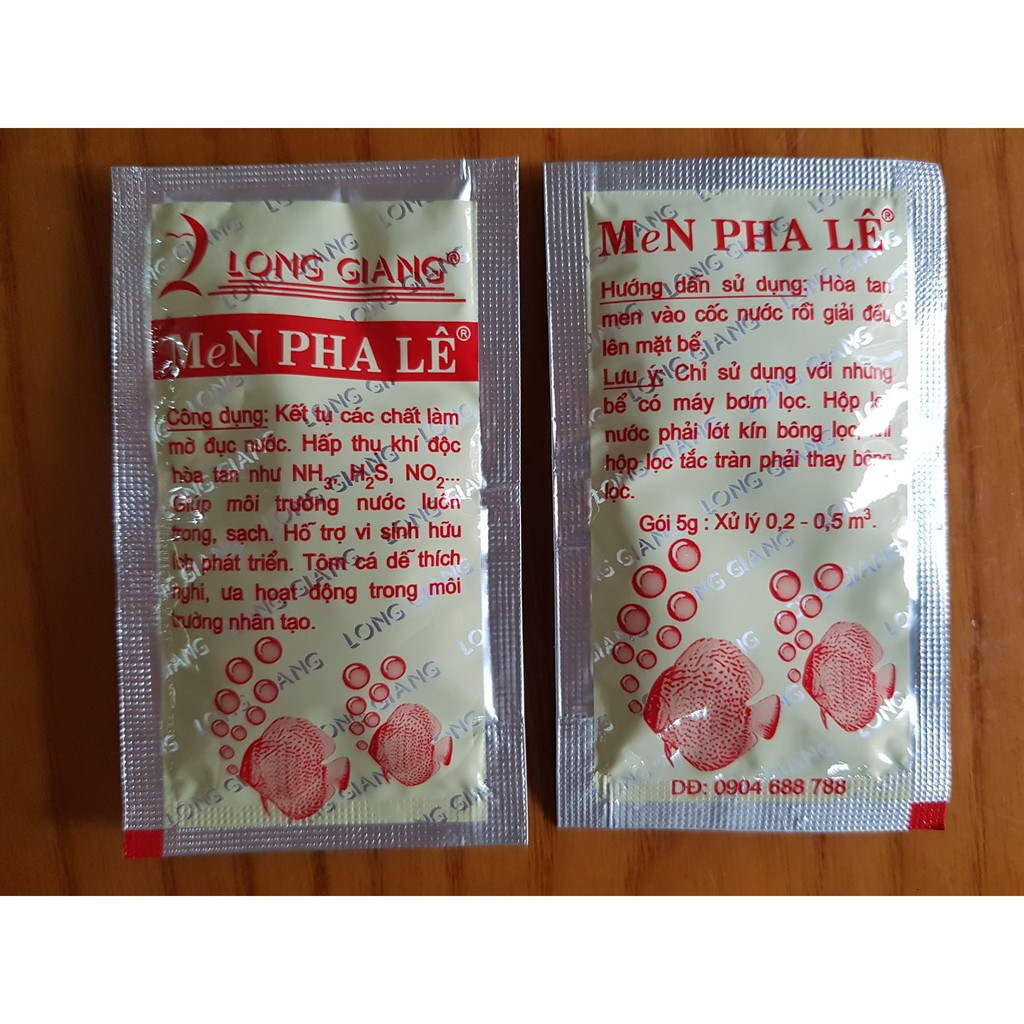 LONG GIANG®
MeN PHA LÊ®
Công dụng: Kết tụ các chất làm
mờ đục nước. Hấp thu khí độc
hòa tan như NH3, H2S, NO2...
Giúp môi trường nước luôn
trong, sạch. Hỗ trợ vi sinh hữu
ích phát triển. Tôm cá dễ thích
nghi, ưa hoạt động trong môi
trường nhân tạo.
MeN PHA LÊ®
Hướng dẫn sử dụng: Hòa tan
men vào cốc nước rồi giải đều
lên mặt bể.
Lưu ý: Chỉ sử dụng với những
bể có máy bơm lọc. Hộp lọc
nước phải lót kín bông lọc, khi
hộp lọc tắc tràn phải thay bông
lọc.
Gói 5g : Xử lý 0,2 - 0,5 m³.
DĐ: 0904 688 788